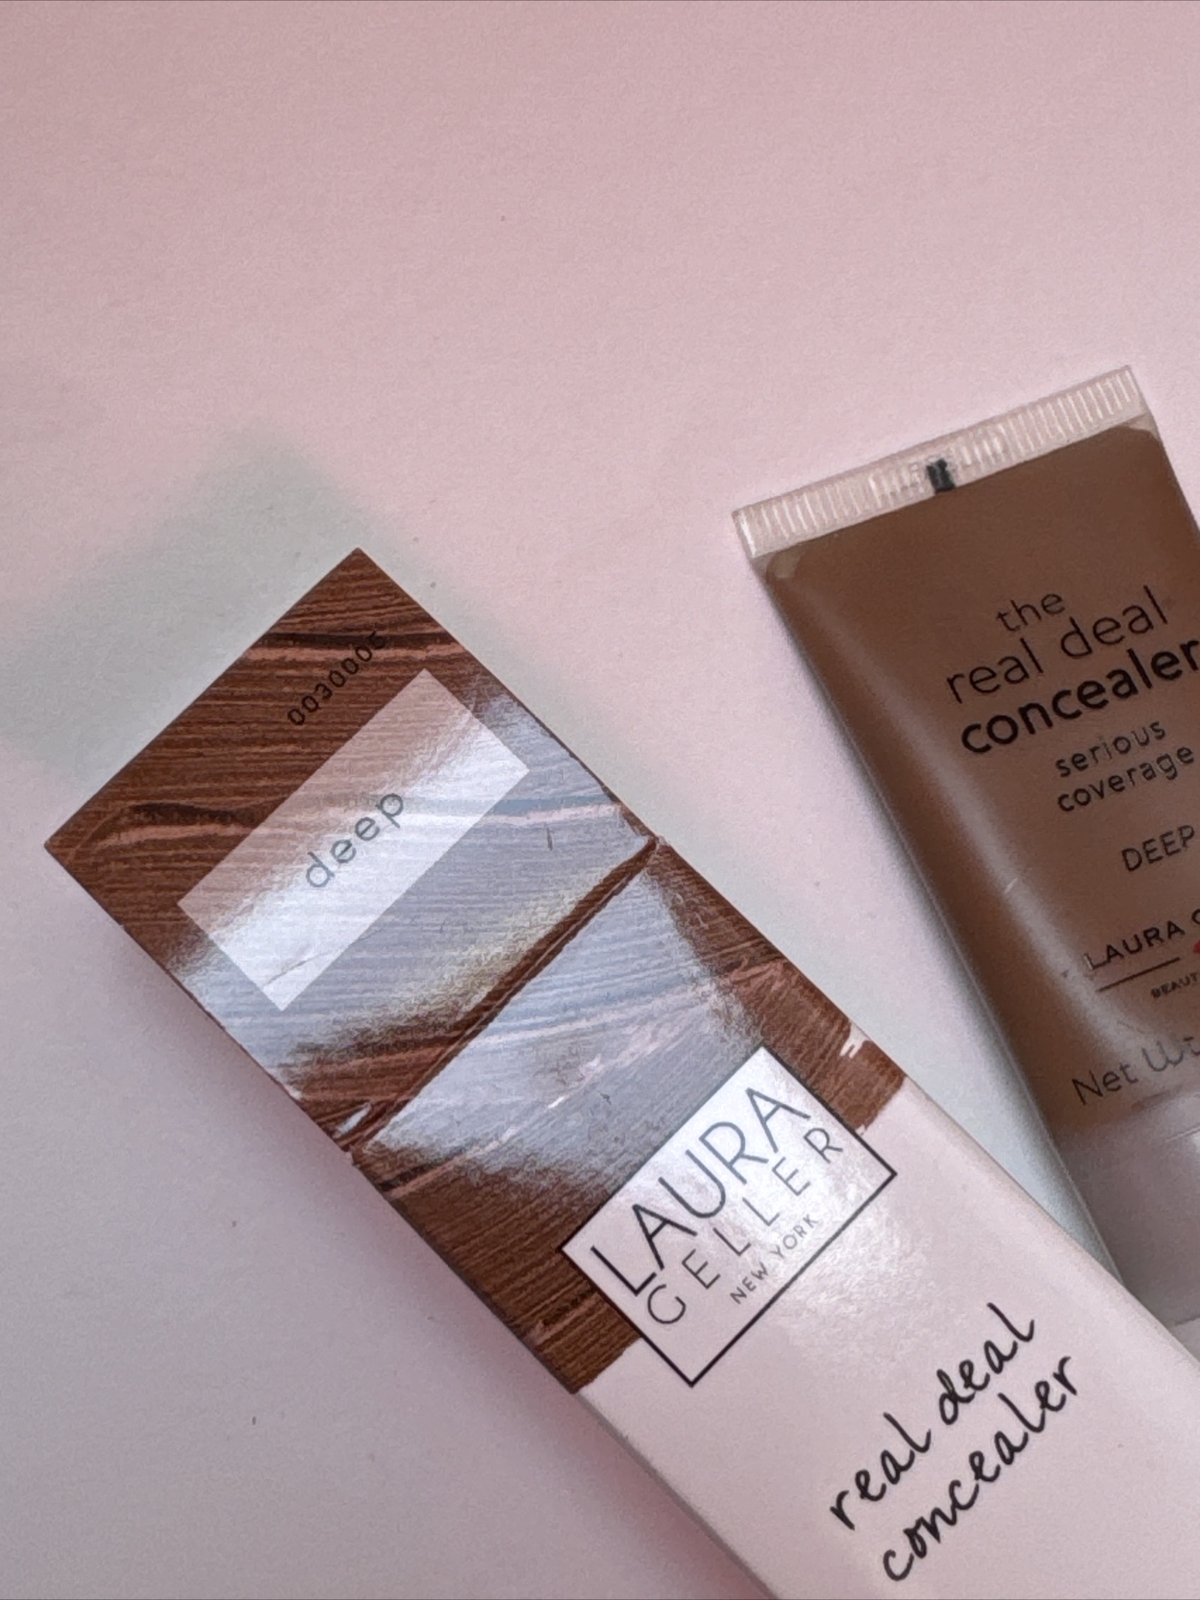 0030005
deep
LAURA
GELLER
NEW YORK
real deal
concealer
the
real deal
concealer
serious
coverage
DEEP
LAURA
Net